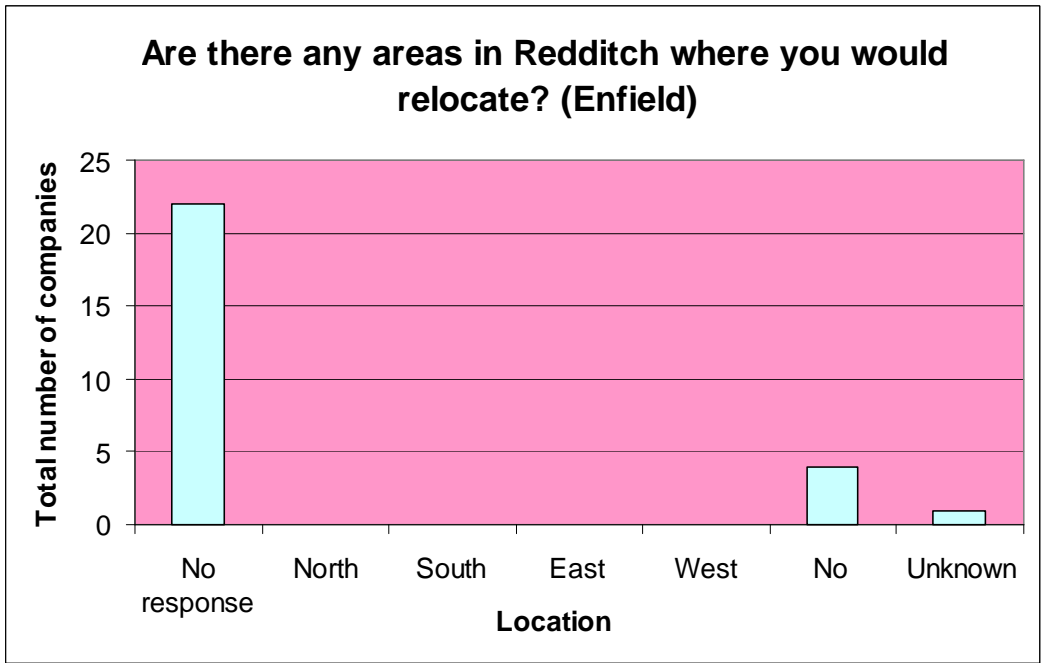 Are there any areas in Redditch where you would
relocate? (Enfield)
Total number of companies
25
20
15
10
5
0
No response
North
South
East
West
No
Unknown
Location